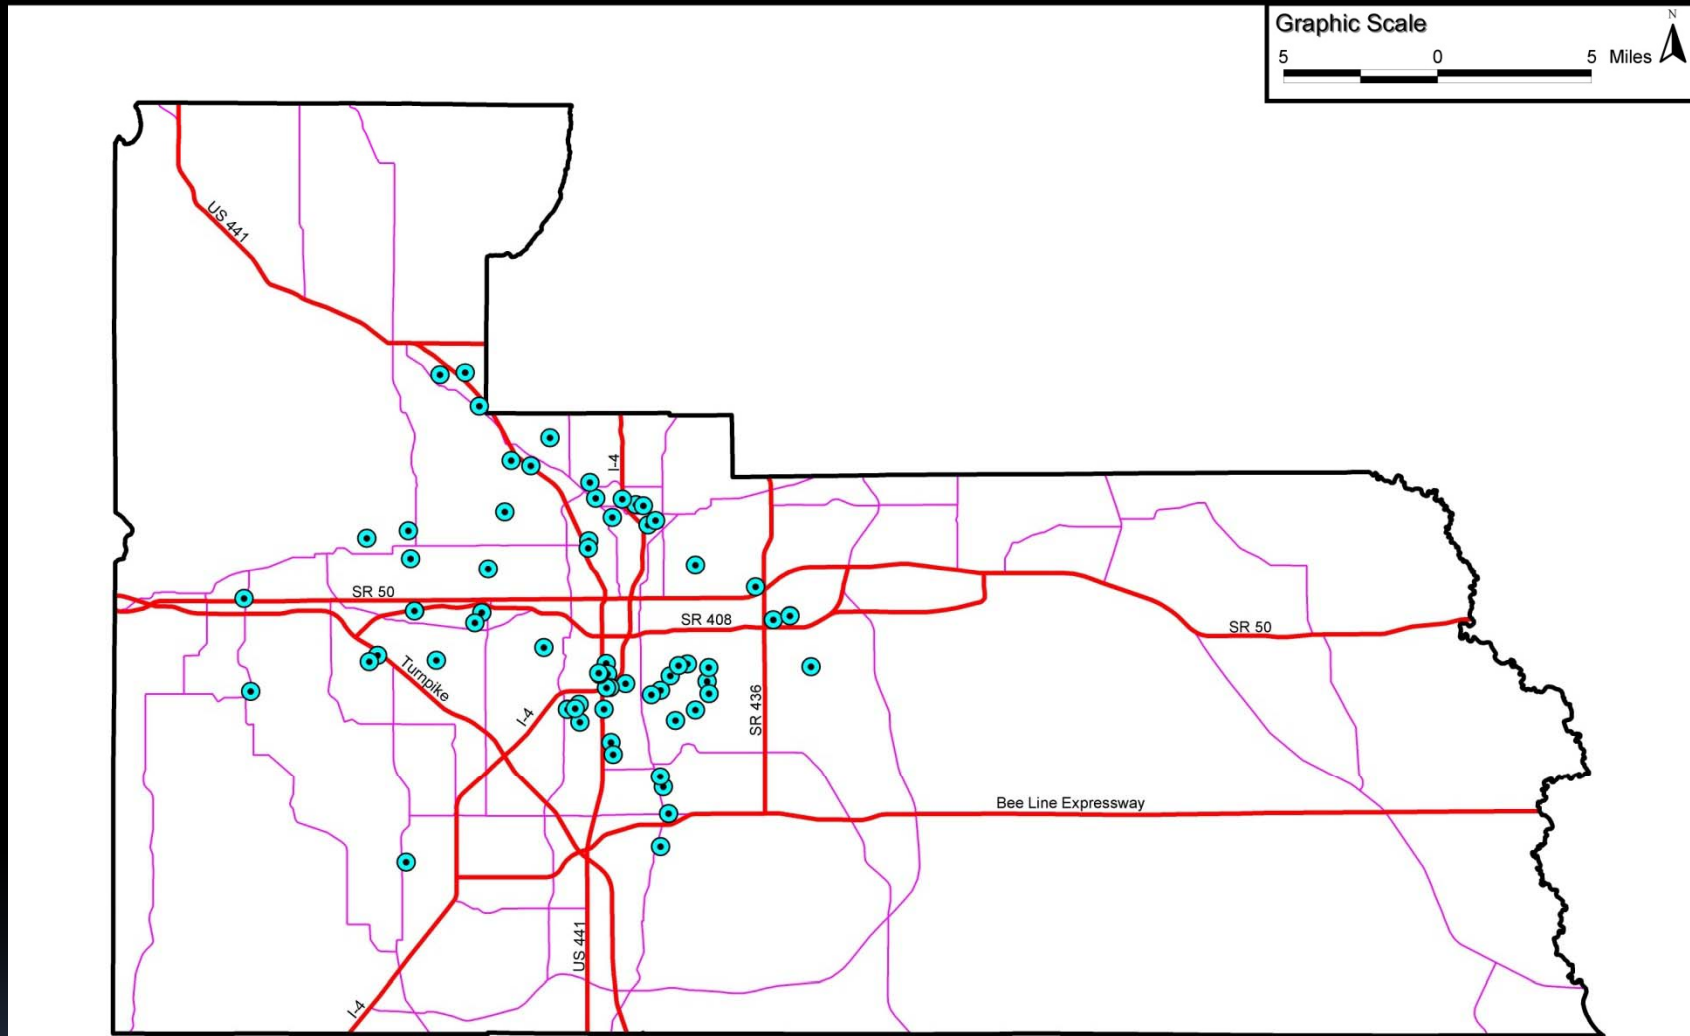 Graphic Scale
N
5 0 5 Miles
US 441
I-4
SR 50
SR 408
SR 50
Turnpike
I-4
SR 436
Bee Line Expressway
US 441
I-4